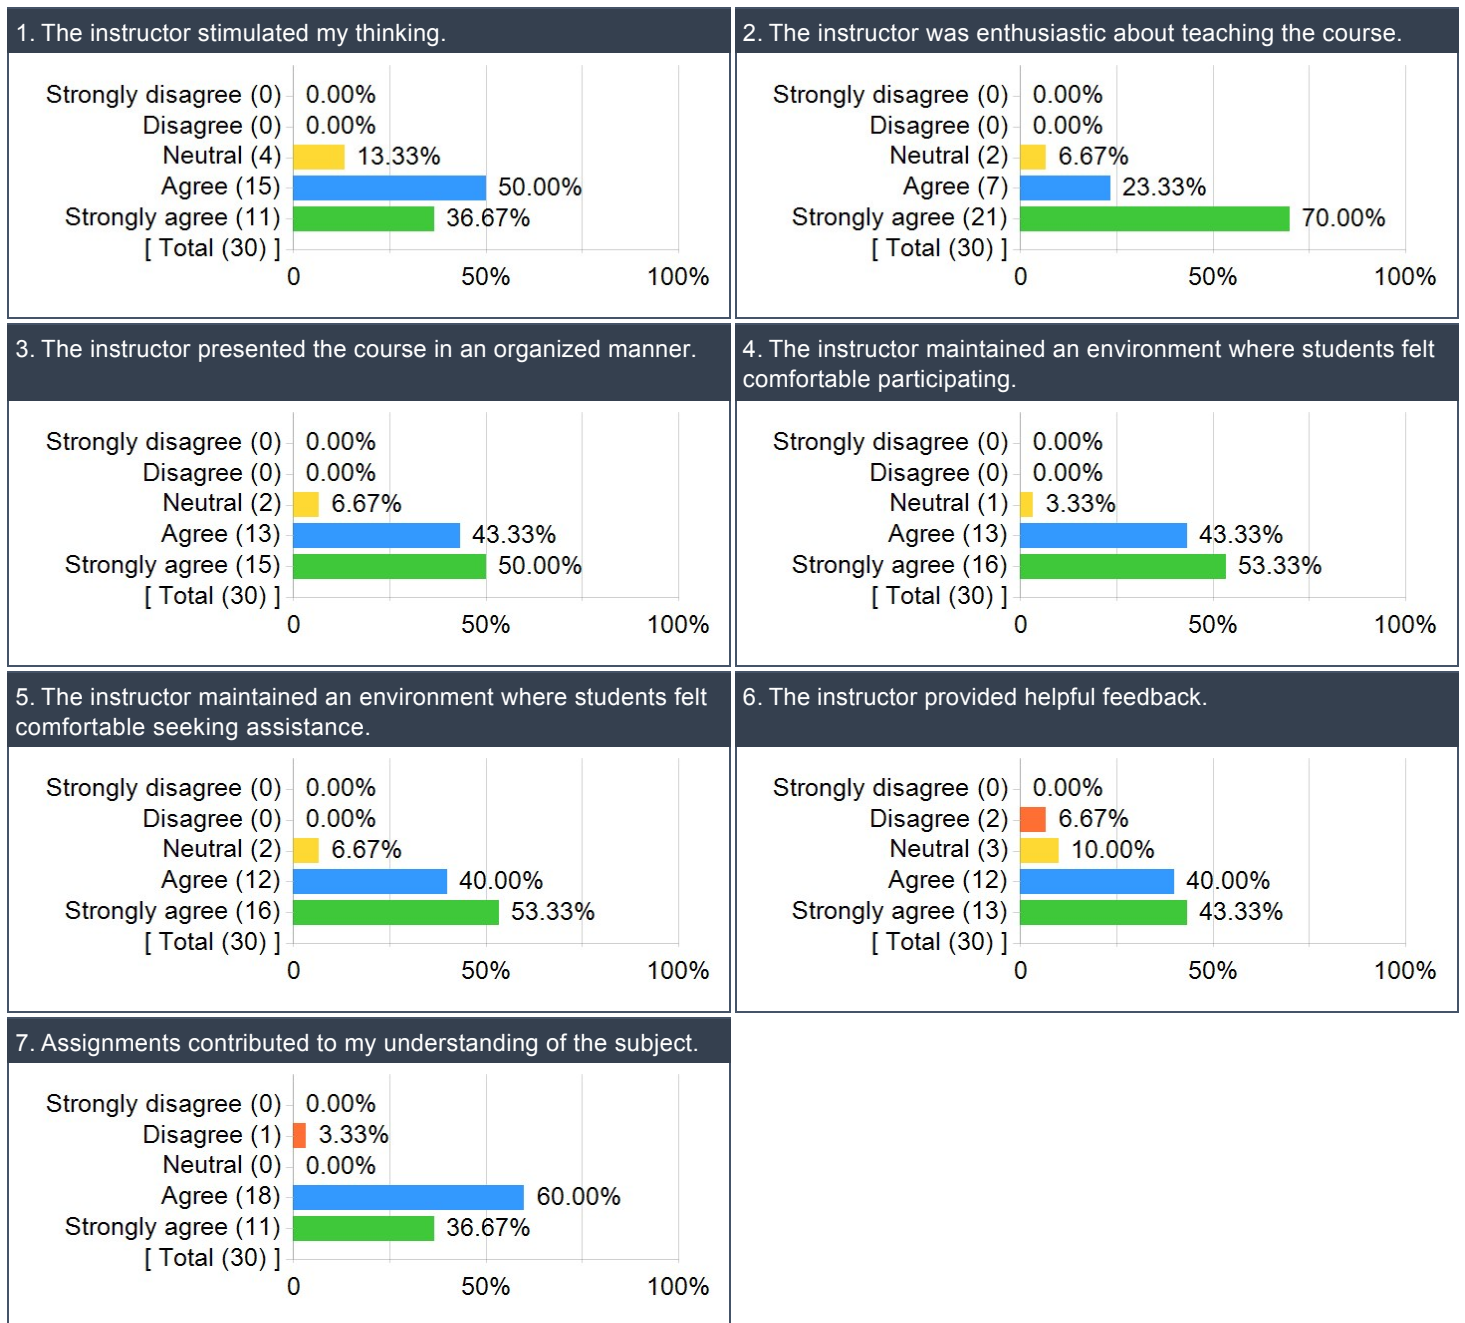 1. The instructor stimulated my thinking.
Strongly disagree (0) 0.00%
Disagree (0) 0.00%
Neutral (4) 13.33%
Agree (15) 50.00%
Strongly agree (11) 36.67%
[ Total (30) ]
0 50% 100%
2. The instructor was enthusiastic about teaching the course.
Strongly disagree (0) 0.00%
Disagree (0) 0.00%
Neutral (2) 6.67%
Agree (7) 23.33%
Strongly agree (21) 70.00%
[ Total (30) ]
0 50% 100%
3. The instructor presented the course in an organized manner.
Strongly disagree (0) 0.00%
Disagree (0) 0.00%
Neutral (2) 6.67%
Agree (13) 43.33%
Strongly agree (15) 50.00%
[ Total (30) ]
0 50% 100%
4. The instructor maintained an environment where students felt
comfortable participating.
Strongly disagree (0) 0.00%
Disagree (0) 0.00%
Neutral (1) 3.33%
Agree (13) 43.33%
Strongly agree (16) 53.33%
[ Total (30) ]
0 50% 100%
5. The instructor maintained an environment where students felt
comfortable seeking assistance.
Strongly disagree (0) 0.00%
Disagree (0) 0.00%
Neutral (2) 6.67%
Agree (12) 40.00%
Strongly agree (16) 53.33%
[ Total (30) ]
0 50% 100%
6. The instructor provided helpful feedback.
Strongly disagree (0) 0.00%
Disagree (2) 6.67%
Neutral (3) 10.00%
Agree (12) 40.00%
Strongly agree (13) 43.33%
[ Total (30) ]
0 50% 100%
7. Assignments contributed to my understanding of the subject.
Strongly disagree (0) 0.00%
Disagree (1) 3.33%
Neutral (0) 0.00%
Agree (18) 60.00%
Strongly agree (11) 36.67%
[ Total (30) ]
0 50% 100%